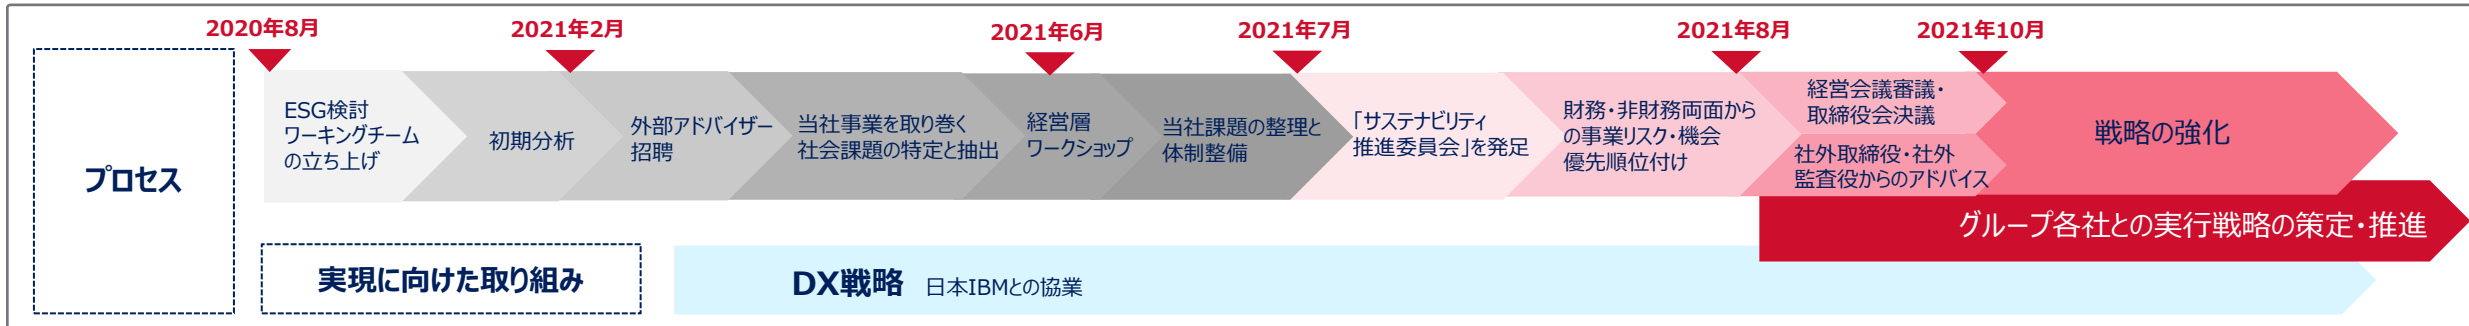 2020年8月
2021年2月
2021年6月
2021年7月
2021年8月
2021年10月
プロセス
ESG検討
ワーキングチーム
の立ち上げ
初期分析
外部アドバイザー
招聘
当社事業を取り巻く
社会課題の特定と抽出
経営層
ワークショップ
当社課題の整理と
体制整備
「サステナビリティ
推進委員会」を発足
財務・非財務両面から
の事業リスク・機会
優先順位付け
経営会議審議・
取締役会決議
社外取締役・社外
監査役からのアドバイス
戦略の強化
グループ各社との実行戦略の策定・推進
実現に向けた取り組み
DX戦略 日本IBMとの協業